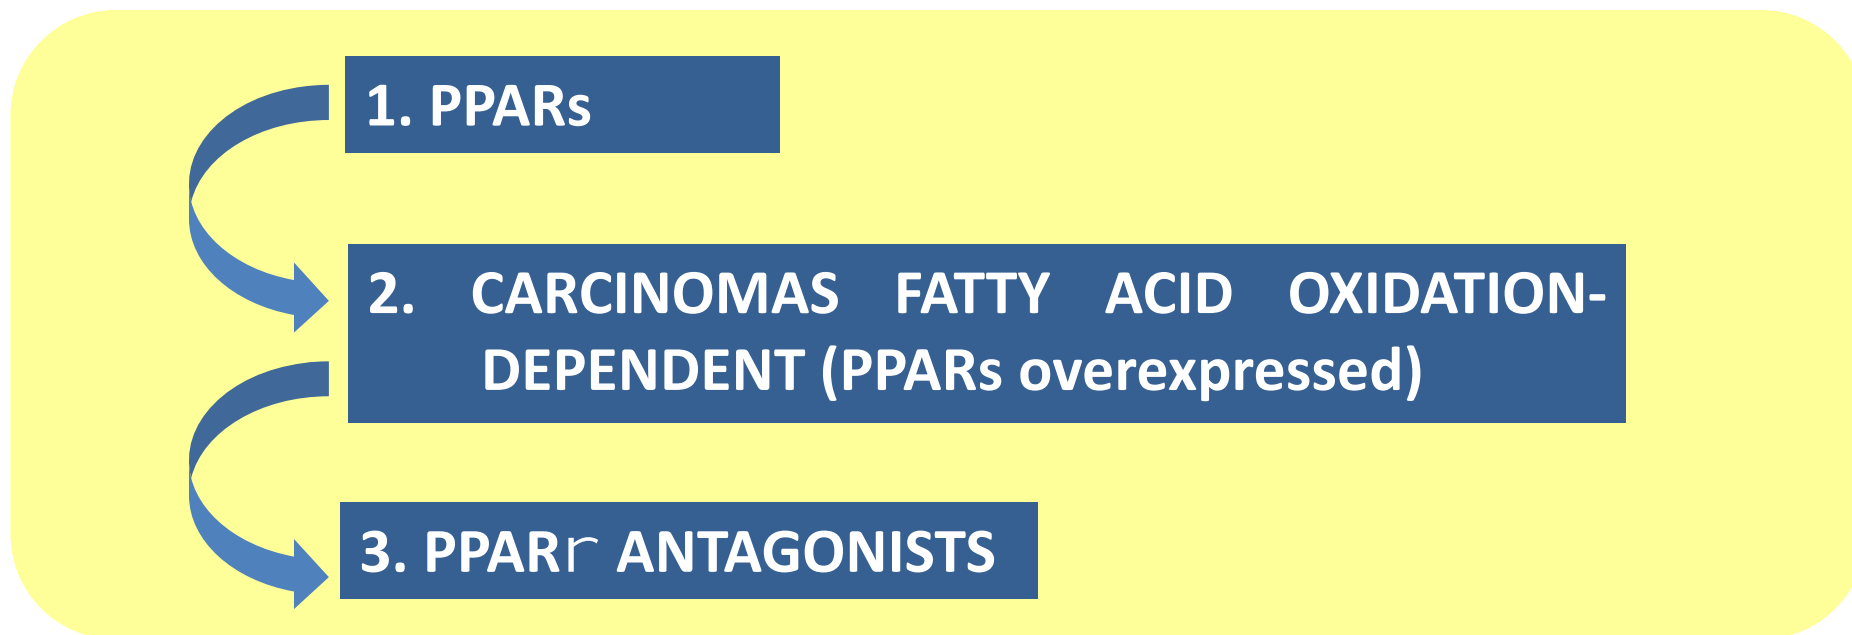 1. PPARs
2. CARCINOMAS FATTY ACID OXIDATION-
DEPENDENT (PPARs overexpressed)
3. PPARr ANTAGONISTS